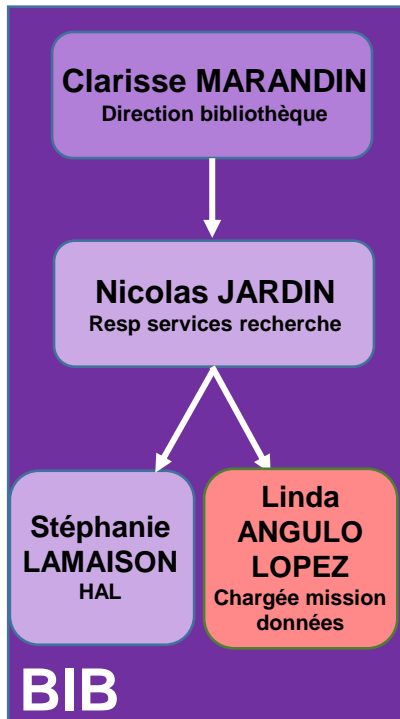 Clarisse MARANDIN
Direction bibliothèque
Nicolas JARDIN
Resp services recherche
Stéphanie
LAMAISON
HAL
Linda
ANGULO
LOPEZ
Chargée mission
données
BIB